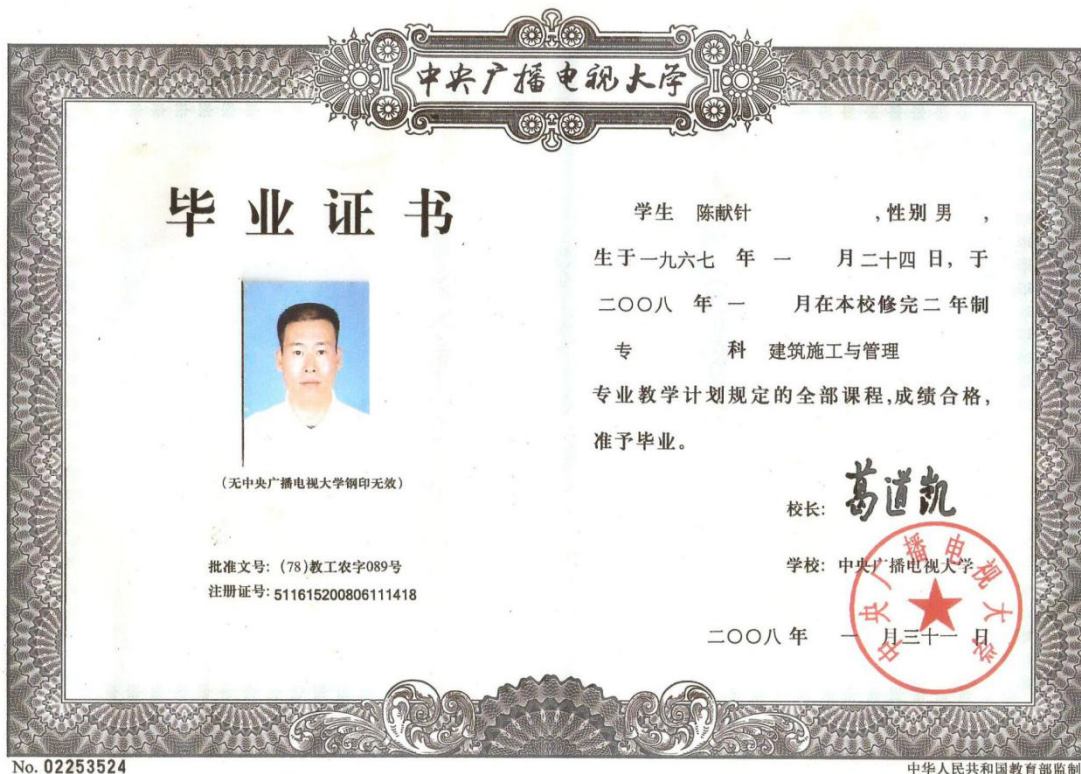 中央广播电视大学
毕业证书
(无中央广播电视大学钢印无效)
批准文号: (78)教工农字089号
注册证号: 511615200806111418
学生 陈献针 ,性别 男 ,
生于一九六七 年 一 月二十四 日, 于
二〇〇八 年 一 月在本校修完二 年制
专 科 建筑施工与管理
专业教学计划规定的全部课程,成绩合格,
准予毕业。
校长: 葛道凯
学校: 中央广播电视大学
二〇〇八 年 一 月三十一 日
中央广播电视大学
No. 02253524
中华人民共和国教育部监制